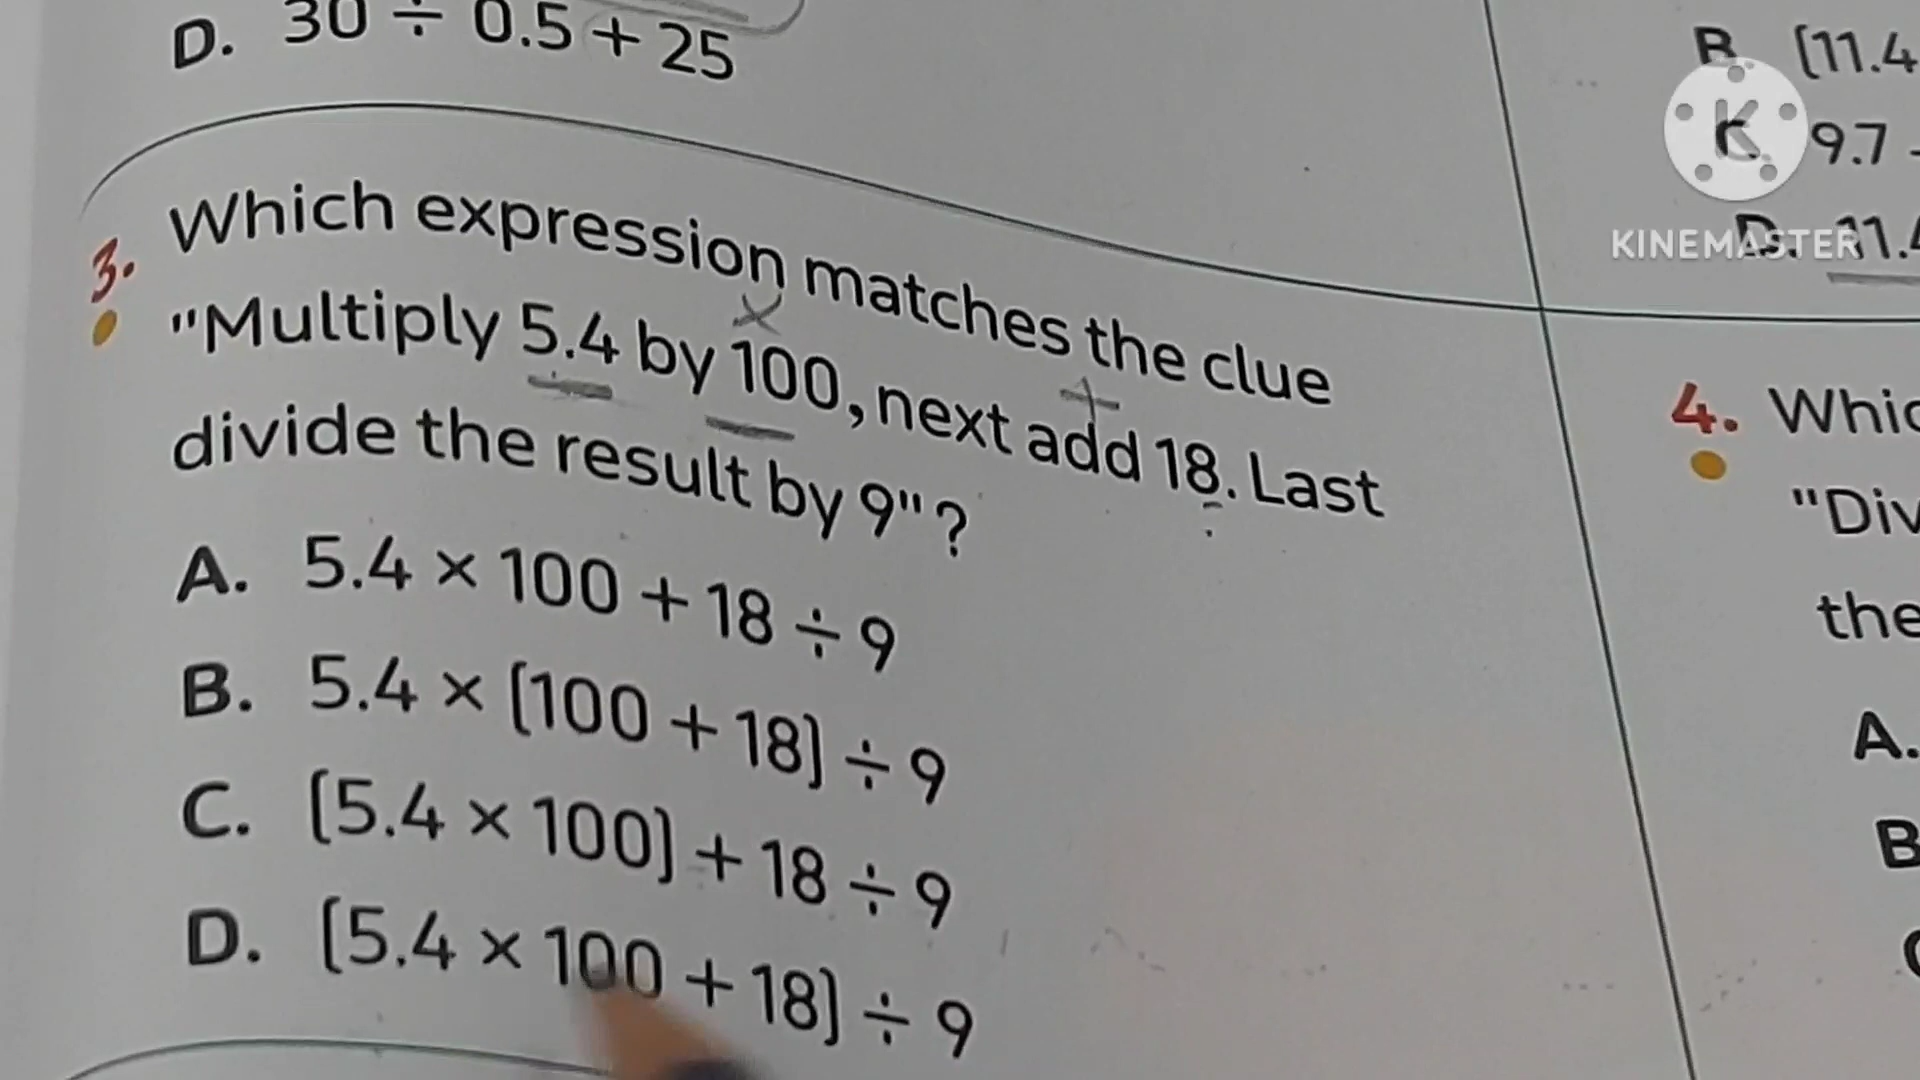 D. 30 ÷ 0.5 + 25
3. Which expression matches the clue
"Multiply 5.4 by 100, next add 18. Last
divide the result by 9"?
A. 5.4 × 100 + 18 ÷ 9
B. 5.4 × (100 + 18) ÷ 9
C. (5.4 × 100) + 18 ÷ 9
D. (5.4 × 100 + 18) ÷ 9
B. (11.4
9.7 -
D. 11.4
KINEMASTER
4. Whic
"Div
the
A.
B